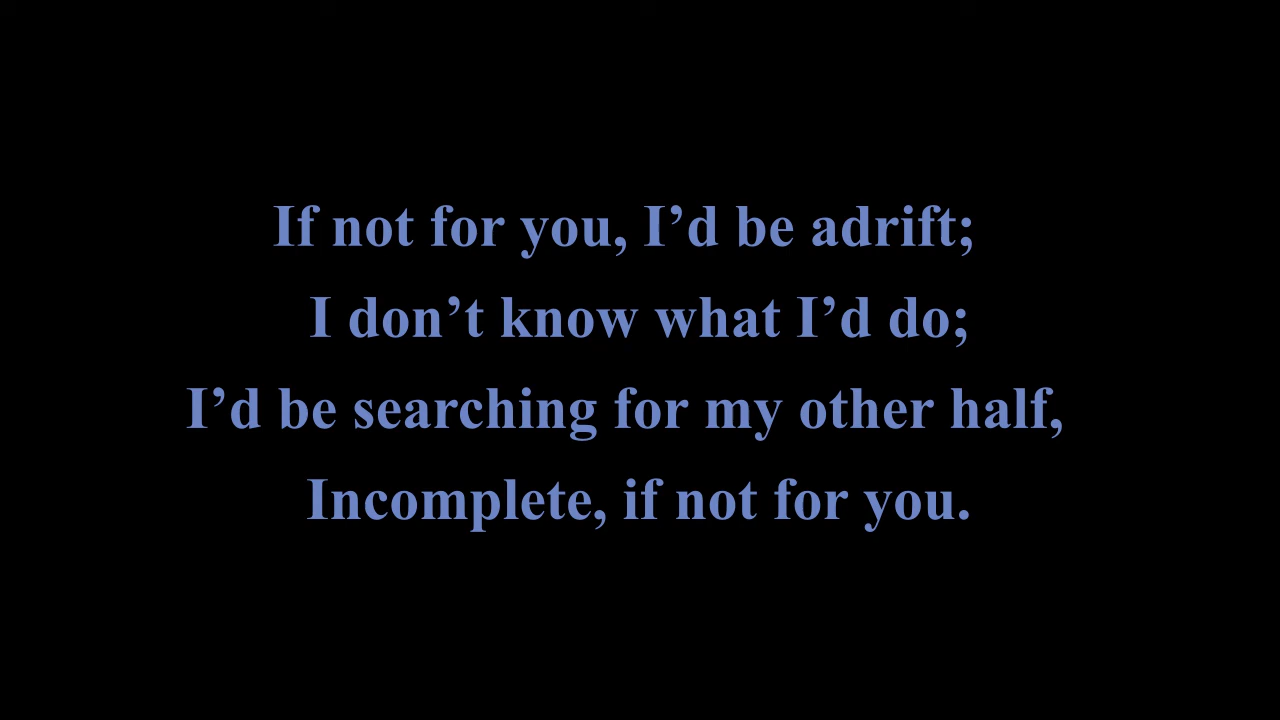 If not for you, I’d be adrift;
I don’t know what I’d do;
I’d be searching for my other half,
Incomplete, if not for you.